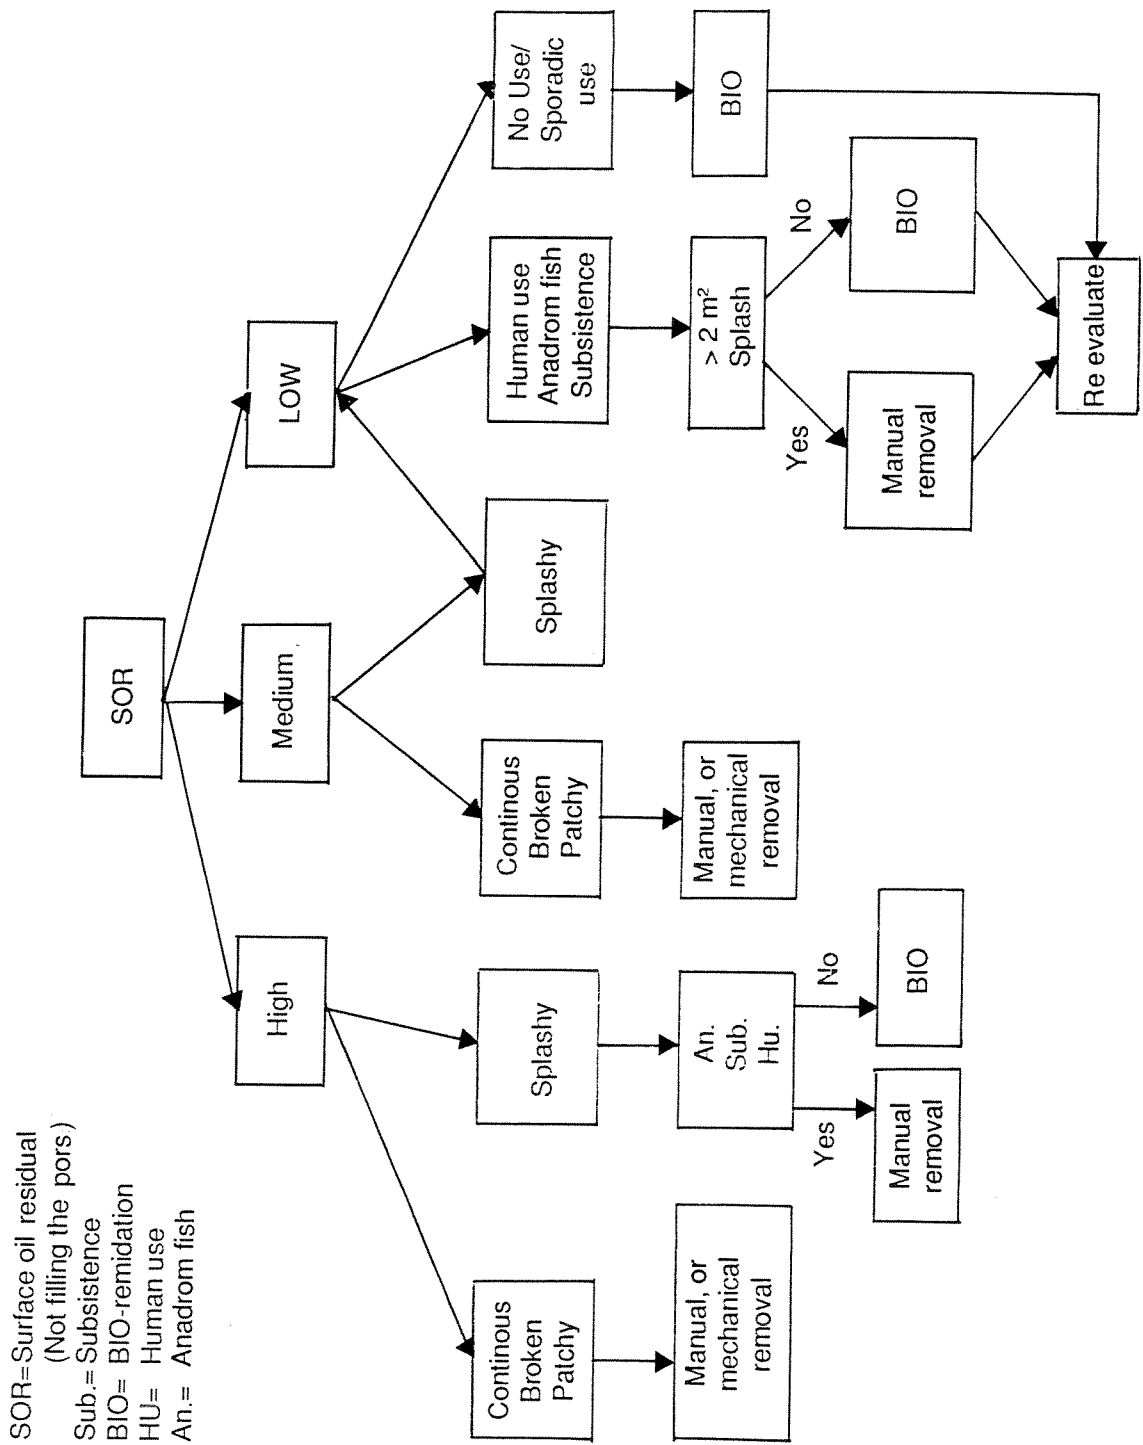 SOR=Surface oil residual
(Not filling the pors)
Sub.= Subsistence
BIO= BIO-remidation
HU= Human use
An.= Anadrom fish
SOR
High
Medium
LOW
Continous
Broken
Patchy
Splashy
Continous
Broken
Patchy
Splashy
Human use
Anadrom fish
Subsistence
No Use/
Sporadic
use
Manual, or
mechanical
removal
An.
Sub.
Hu.
Manual, or
mechanical
removal
> 2 m²
Splash
BIO
Yes
No
Yes
No
Manual
removal
BIO
Manual
removal
BIO
Re evaluate